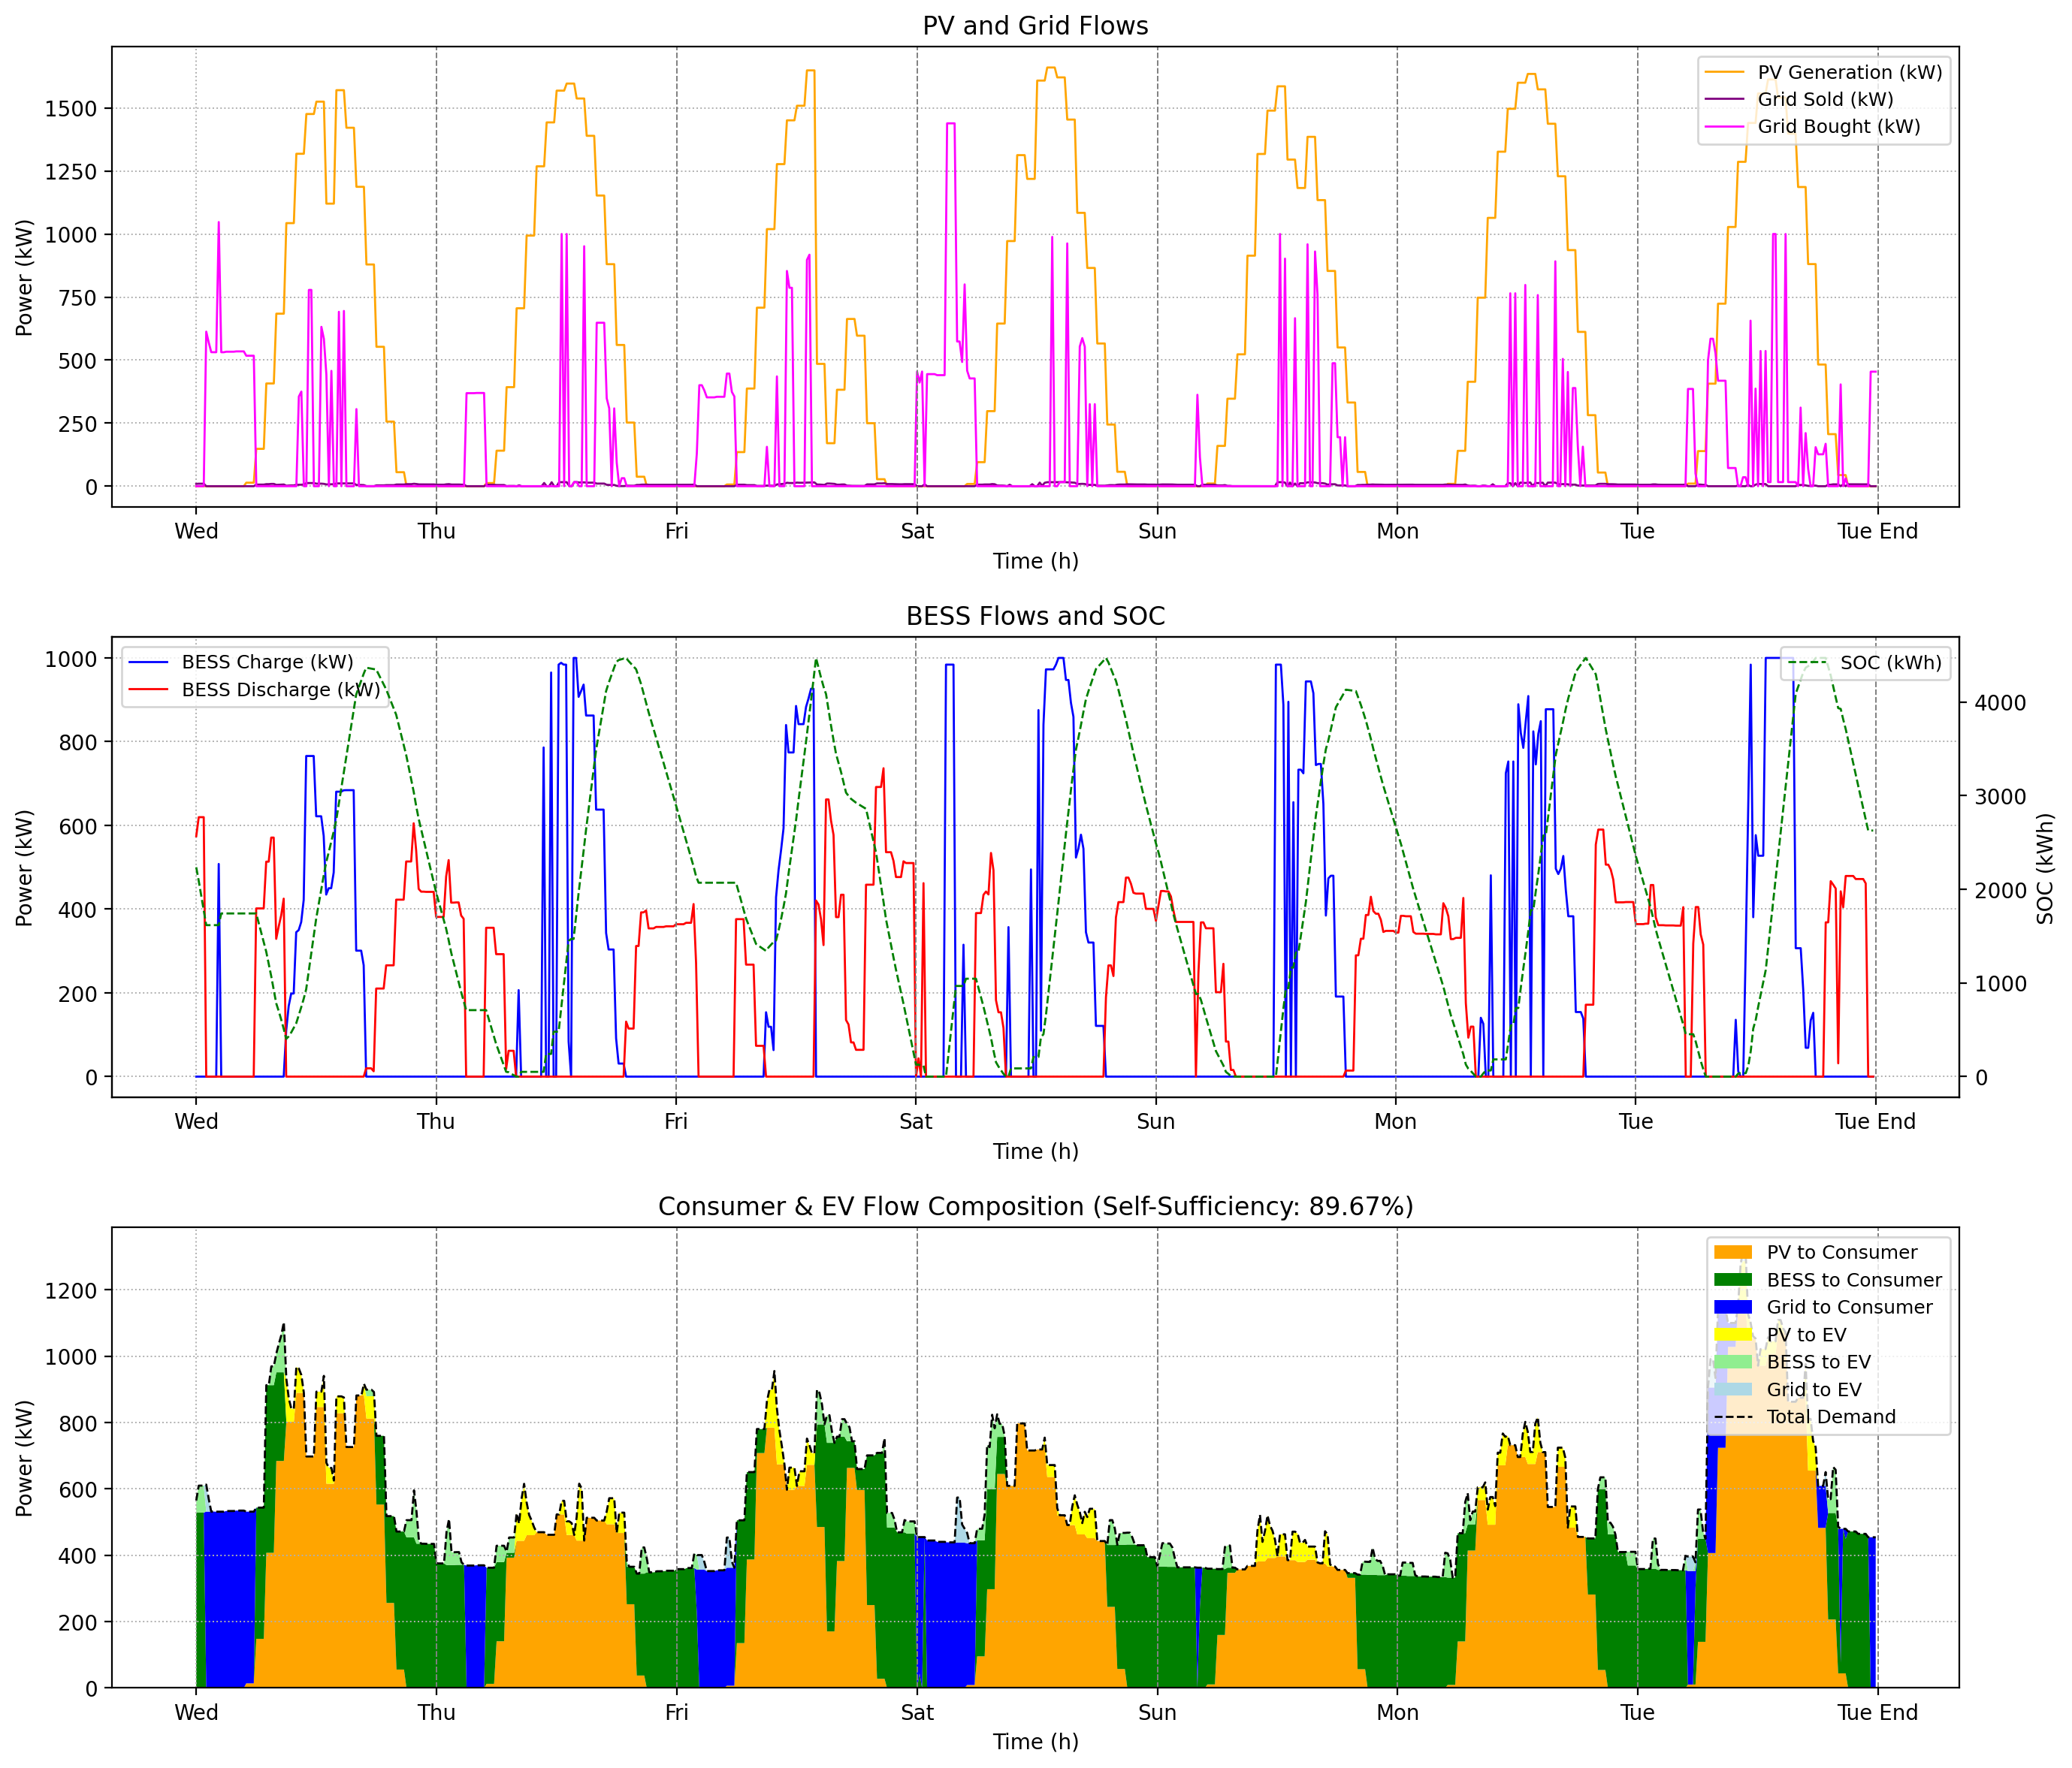 PV and Grid Flows
PV Generation (kW)
Grid Sold (kW)
Grid Bought (kW)
Power (kW)
1500
1250
1000
750
500
250
0
Wed Thu Fri Sat Sun Mon Tue Tue End
Time (h)
BESS Flows and SOC
BESS Charge (kW)
BESS Discharge (kW)
SOC (kWh)
Power (kW)
1000
800
600
400
200
0
4000
3000
2000
1000
0
SOC (kWh)
Wed Thu Fri Sat Sun Mon Tue Tue End
Time (h)
Consumer & EV Flow Composition (Self-Sufficiency: 89.67%)
PV to Consumer
BESS to Consumer
Grid to Consumer
PV to EV
BESS to EV
Grid to EV
Total Demand
Power (kW)
1200
1000
800
600
400
200
0
Wed Thu Fri Sat Sun Mon Tue Tue End
Time (h)